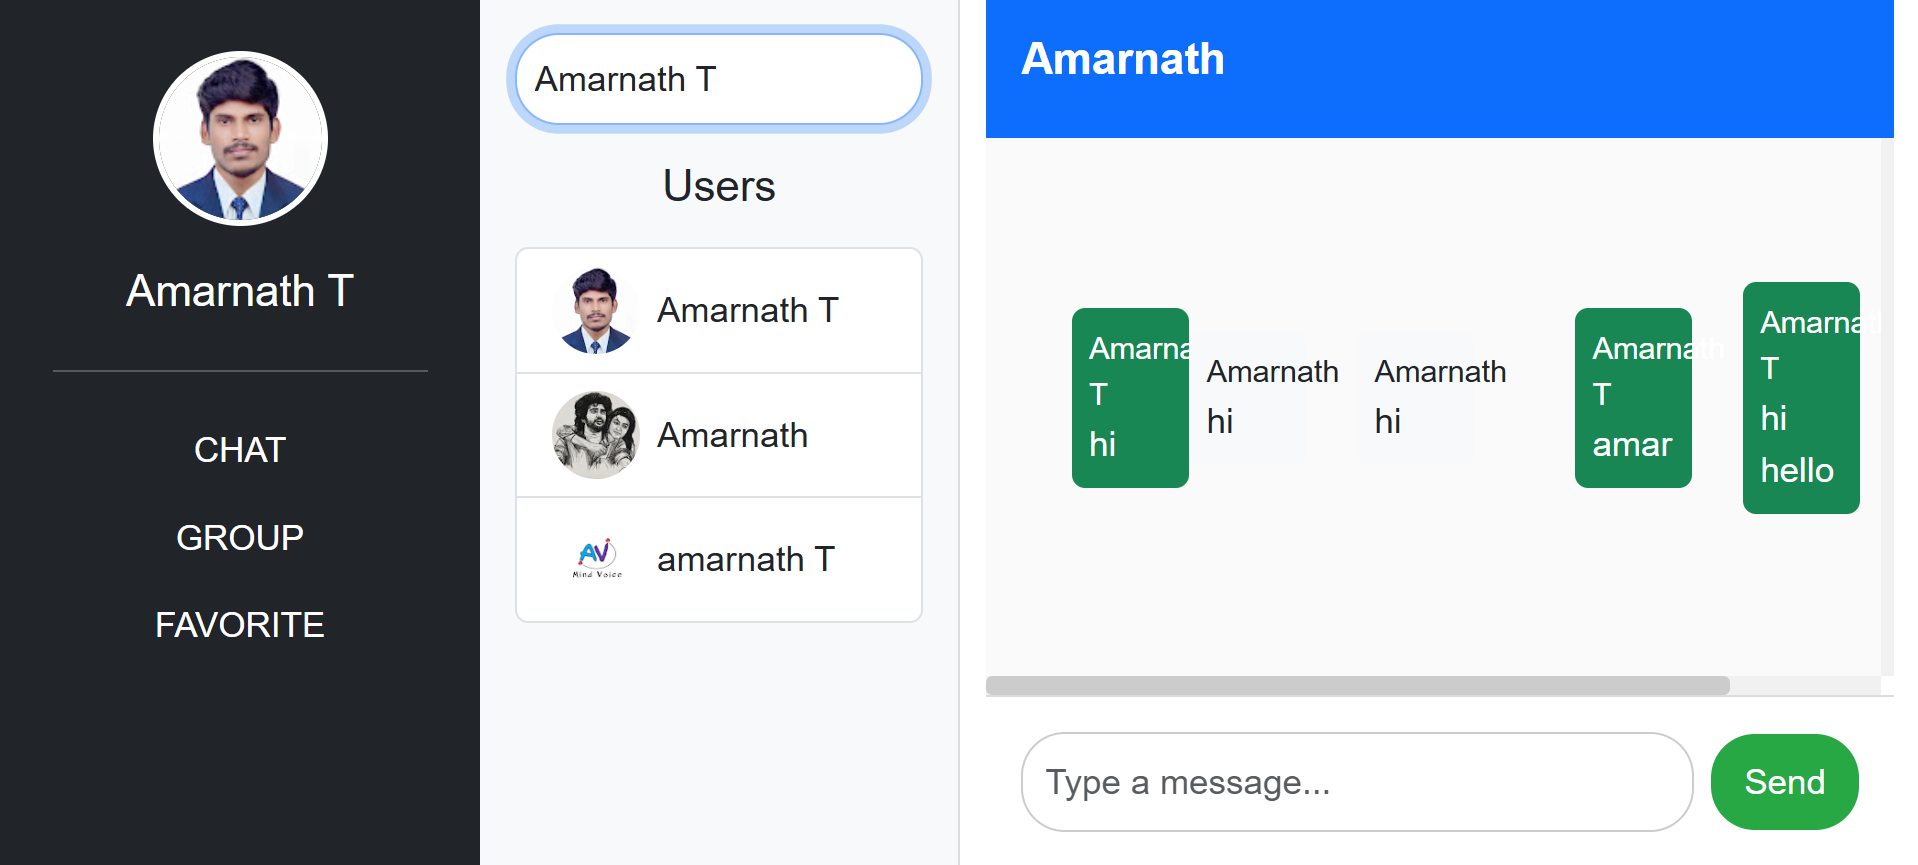 Amarnath T
CHAT
GROUP
FAVORITE
Amarnath T
Users
Amarnath T
Amarnath
AV
Mind Voice
amarnath T
Amarnath
Amarna
T
hi
Amarnath
hi
Amarnath
hi
Amarnath
T
amar
Amarnath
T
hi
hello
Type a message...
Send